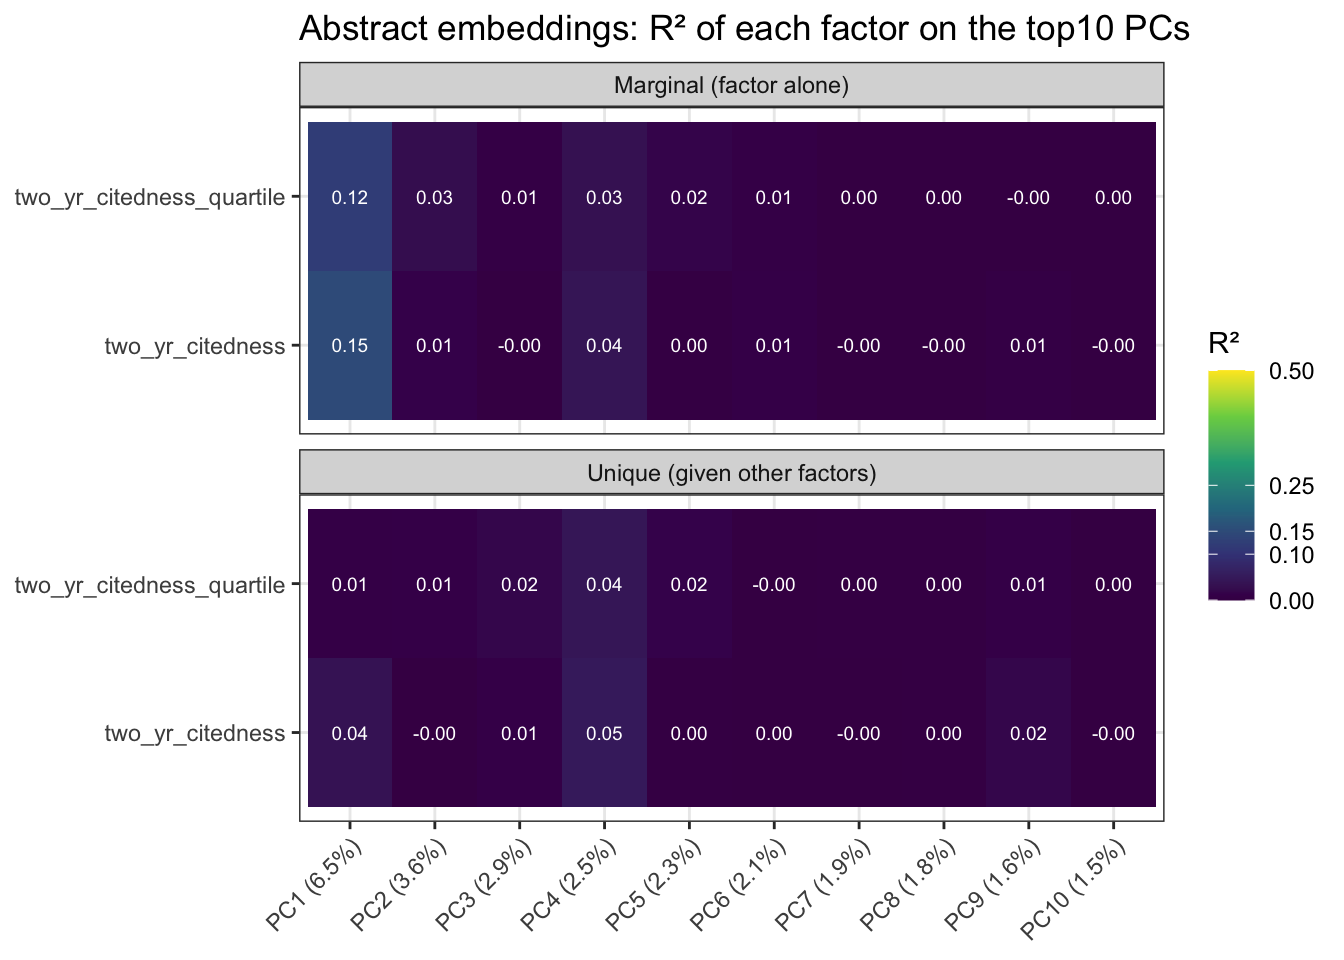 Abstract embeddings: R² of each factor on the top10 PCs
Marginal (factor alone)
two_yr_citedness_quartile 0.12 0.03 0.01 0.03 0.02 0.01 0.00 0.00 -0.00 0.00
two_yr_citedness 0.15 0.01 -0.00 0.04 0.00 0.01 -0.00 -0.00 0.01 -0.00
Unique (given other factors)
two_yr_citedness_quartile 0.01 0.01 0.02 0.04 0.02 -0.00 0.00 0.00 0.01 0.00
two_yr_citedness 0.04 -0.00 0.01 0.05 0.00 0.00 -0.00 0.00 0.02 -0.00
PC1 (6.5%) PC2 (3.6%) PC3 (2.9%) PC4 (2.5%) PC5 (2.3%) PC6 (2.1%) PC7 (1.9%) PC8 (1.8%) PC9 (1.6%) PC10 (1.5%)
R²
0.50
0.25
0.15
0.10
0.00